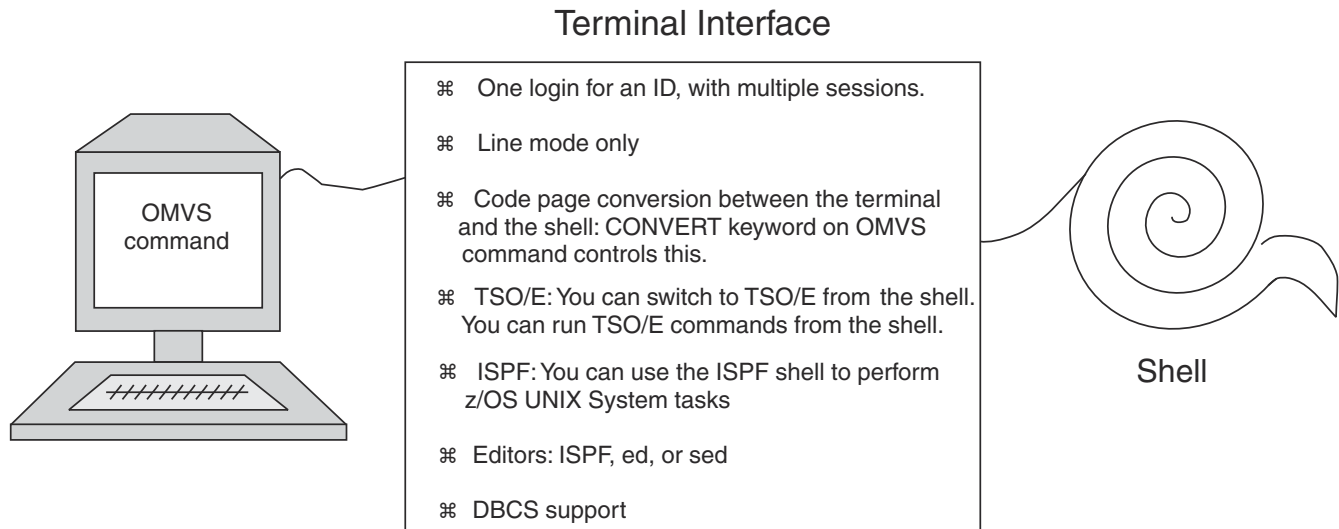 Terminal Interface
OMVS
command
⌘ One login for an ID, with multiple sessions.
⌘ Line mode only
⌘ Code page conversion between the terminal
and the shell: CONVERT keyword on OMVS
command controls this.
⌘ TSO/E: You can switch to TSO/E from the shell.
You can run TSO/E commands from the shell.
⌘ ISPF: You can use the ISPF shell to perform
z/OS UNIX System tasks
⌘ Editors: ISPF, ed, or sed
⌘ DBCS support
Shell